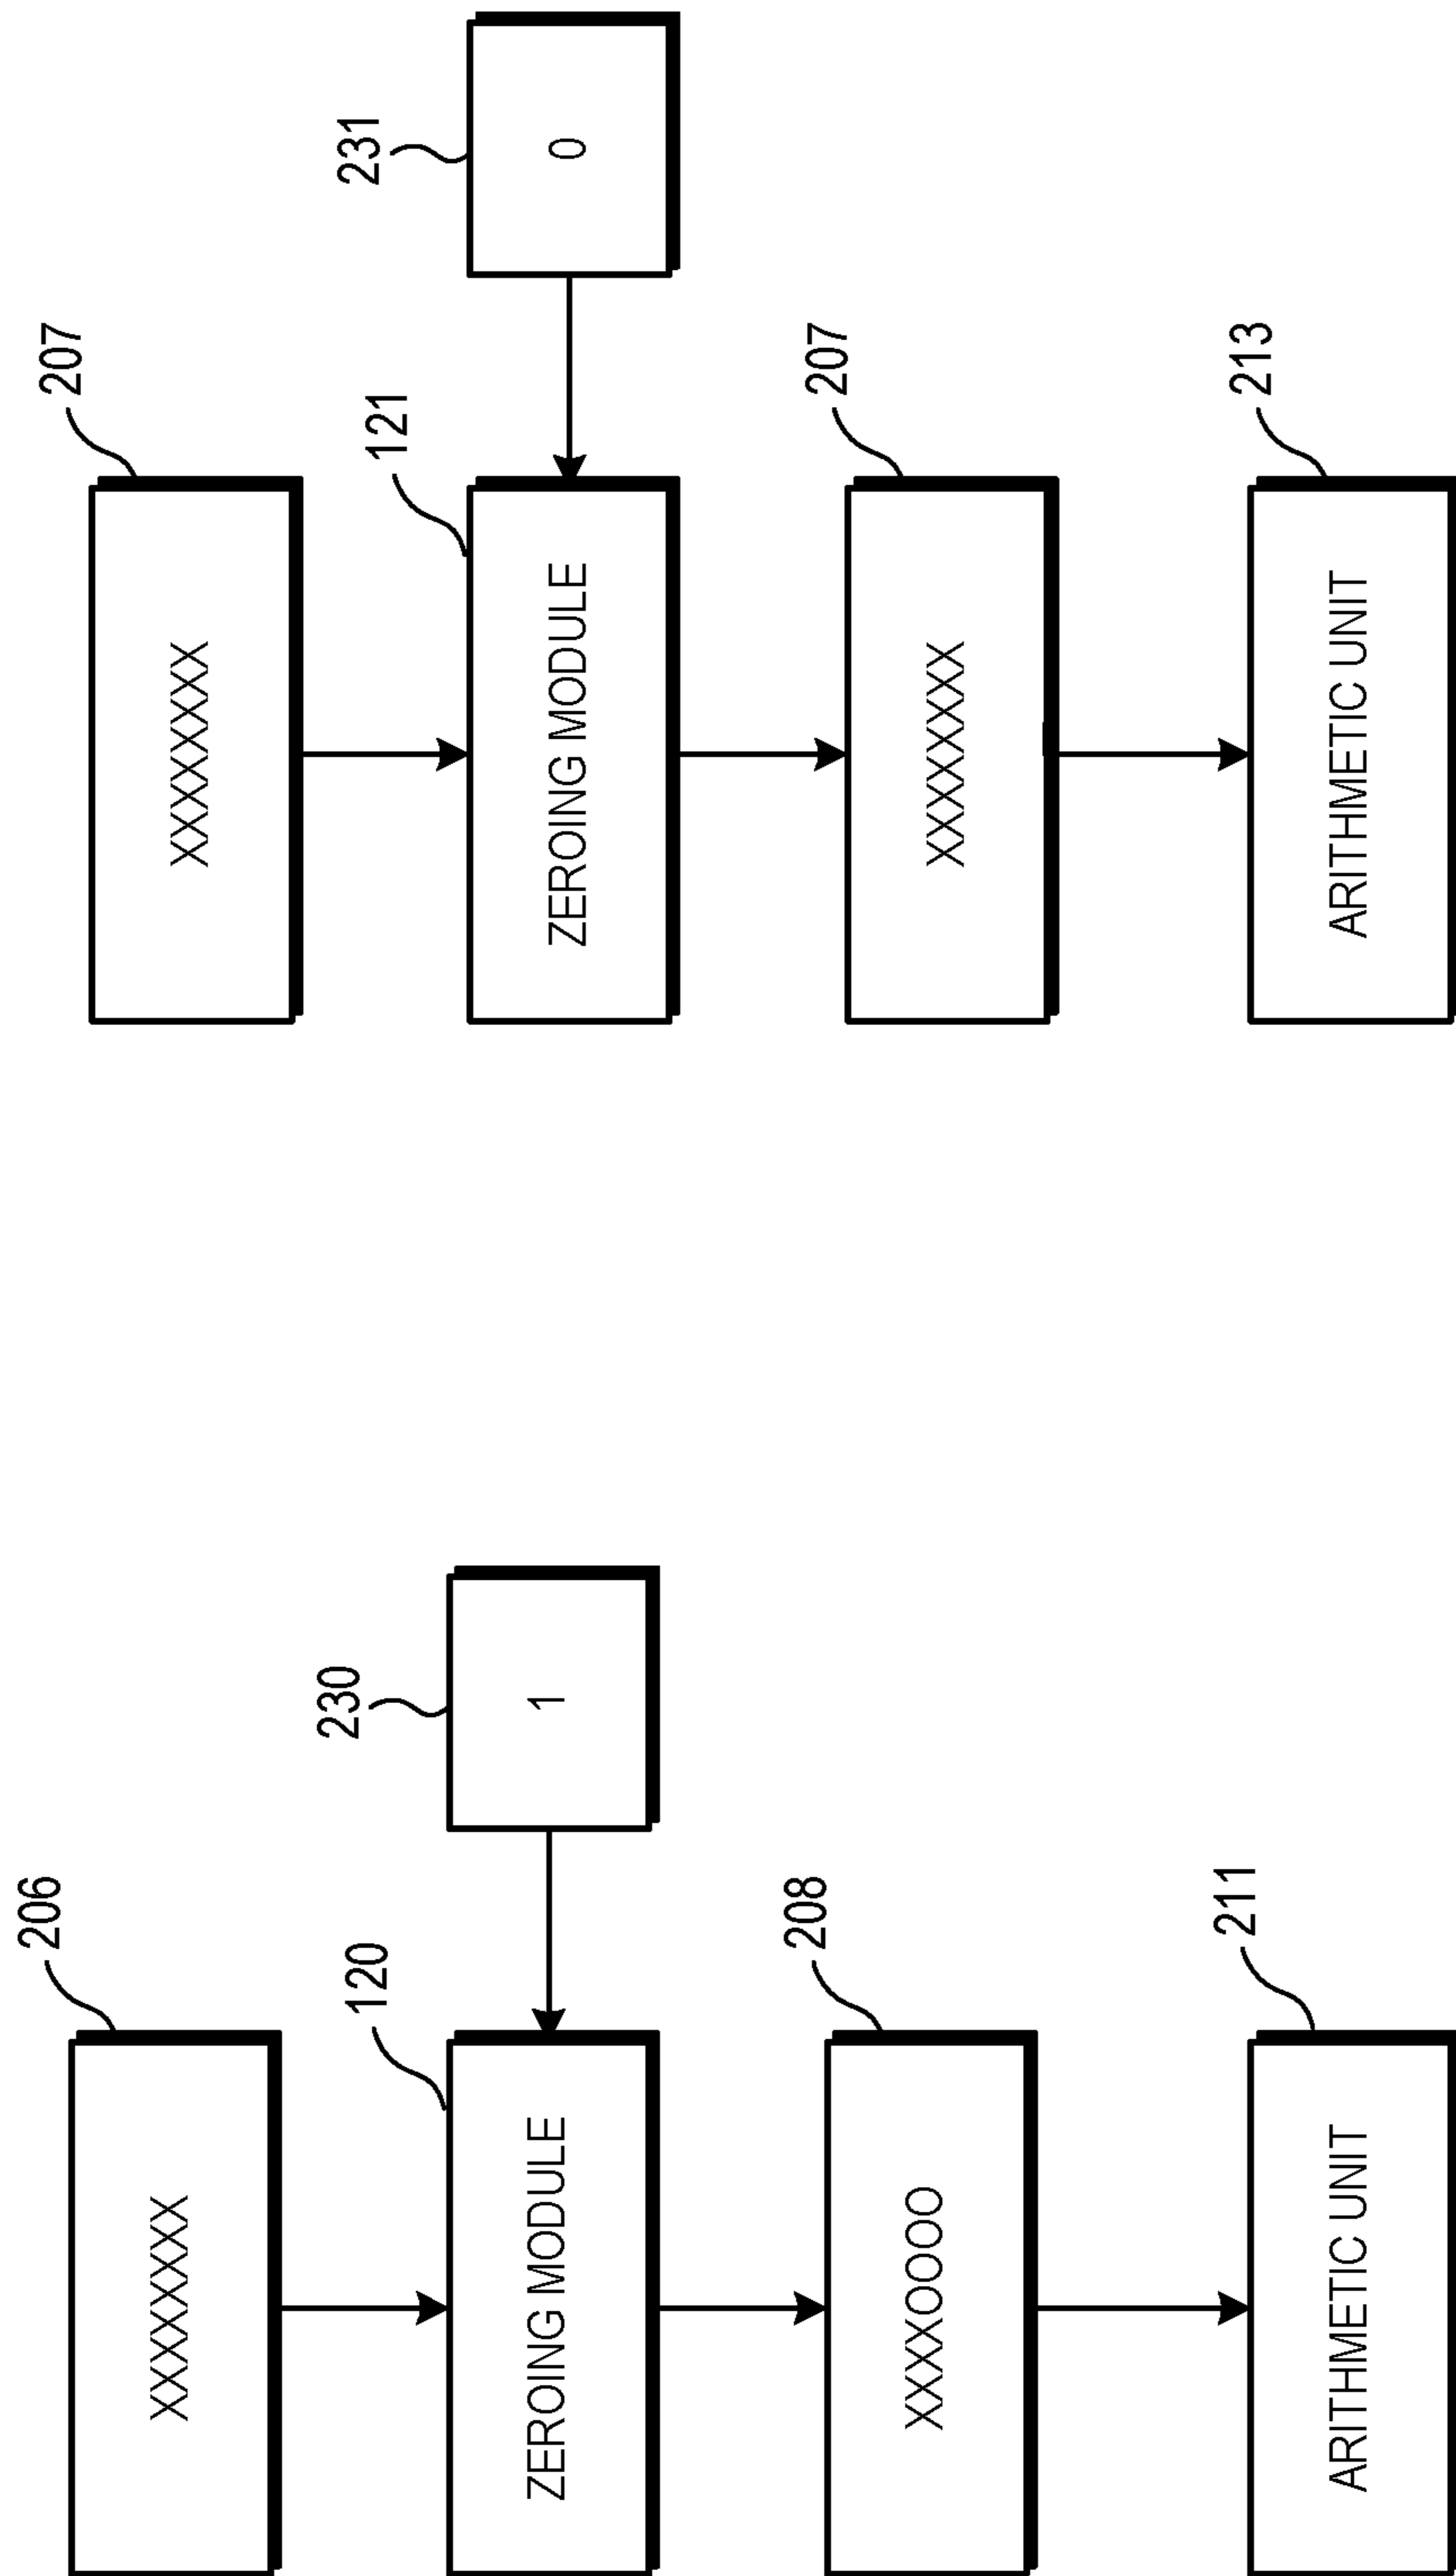 206
XXXXXXXX
230
120
ZEROING MODULE
1
208
XXXXOOOO
211
ARITHMETIC UNIT
207
XXXXXXXX
231
121
ZEROING MODULE
0
207
XXXXXXXX
213
ARITHMETIC UNIT